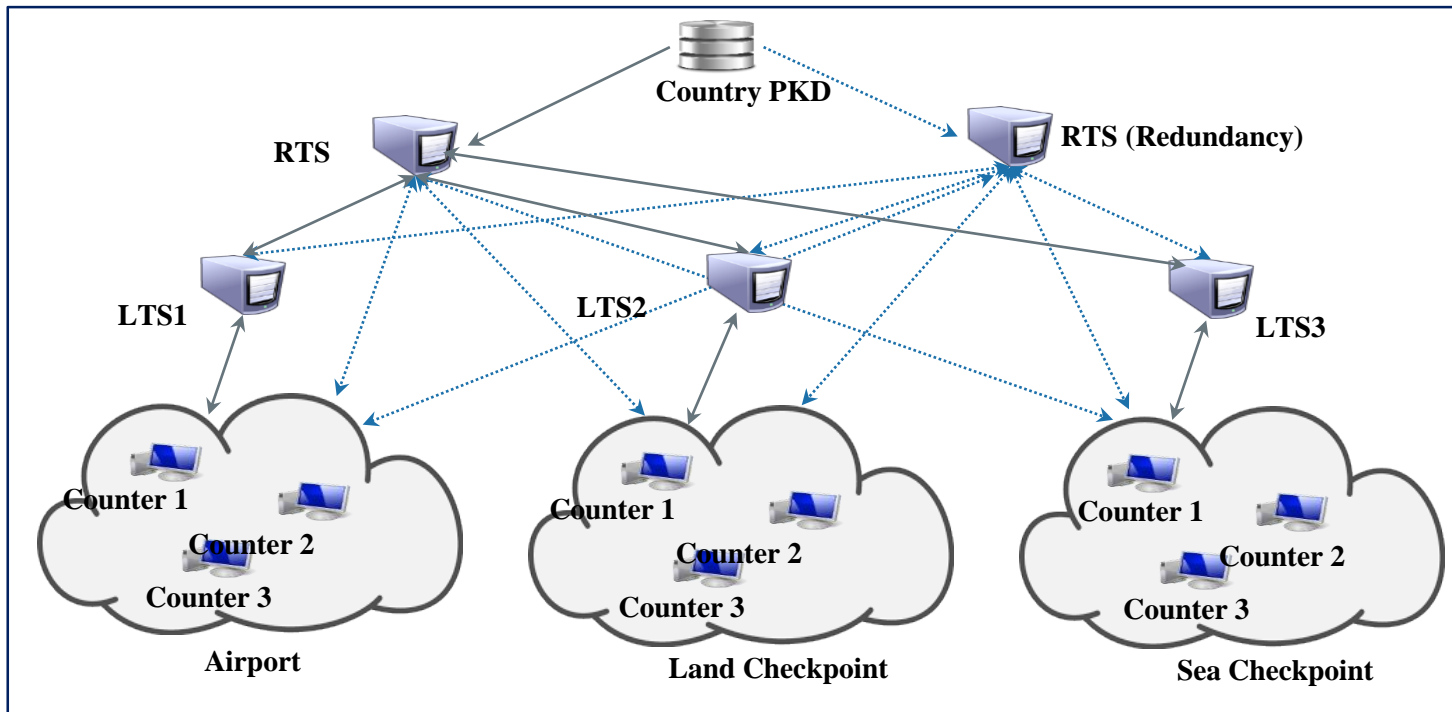 Country PKD
RTS
RTS (Redundancy)
LTS1
LTS2
LTS3
Counter 1
Counter 2
Counter 3
Airport
Counter 1
Counter 2
Counter 3
Land Checkpoint
Counter 1
Counter 2
Counter 3
Sea Checkpoint